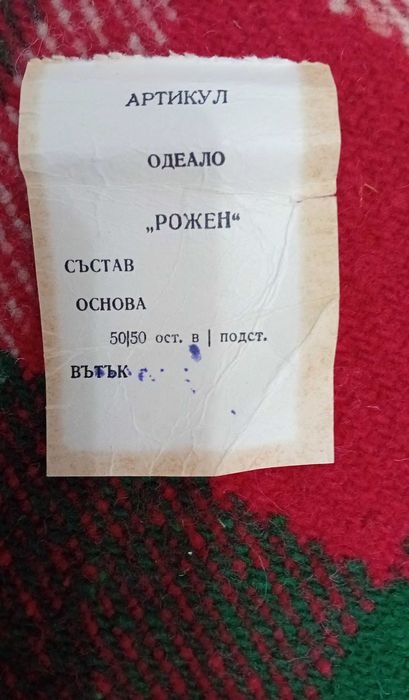 АРТИКУЛ
ОДЕАЛО
„РОЖЕН“
СЪСТАВ
ОСНОВА
50|50 ост. в | подст.
ВЪТЪК